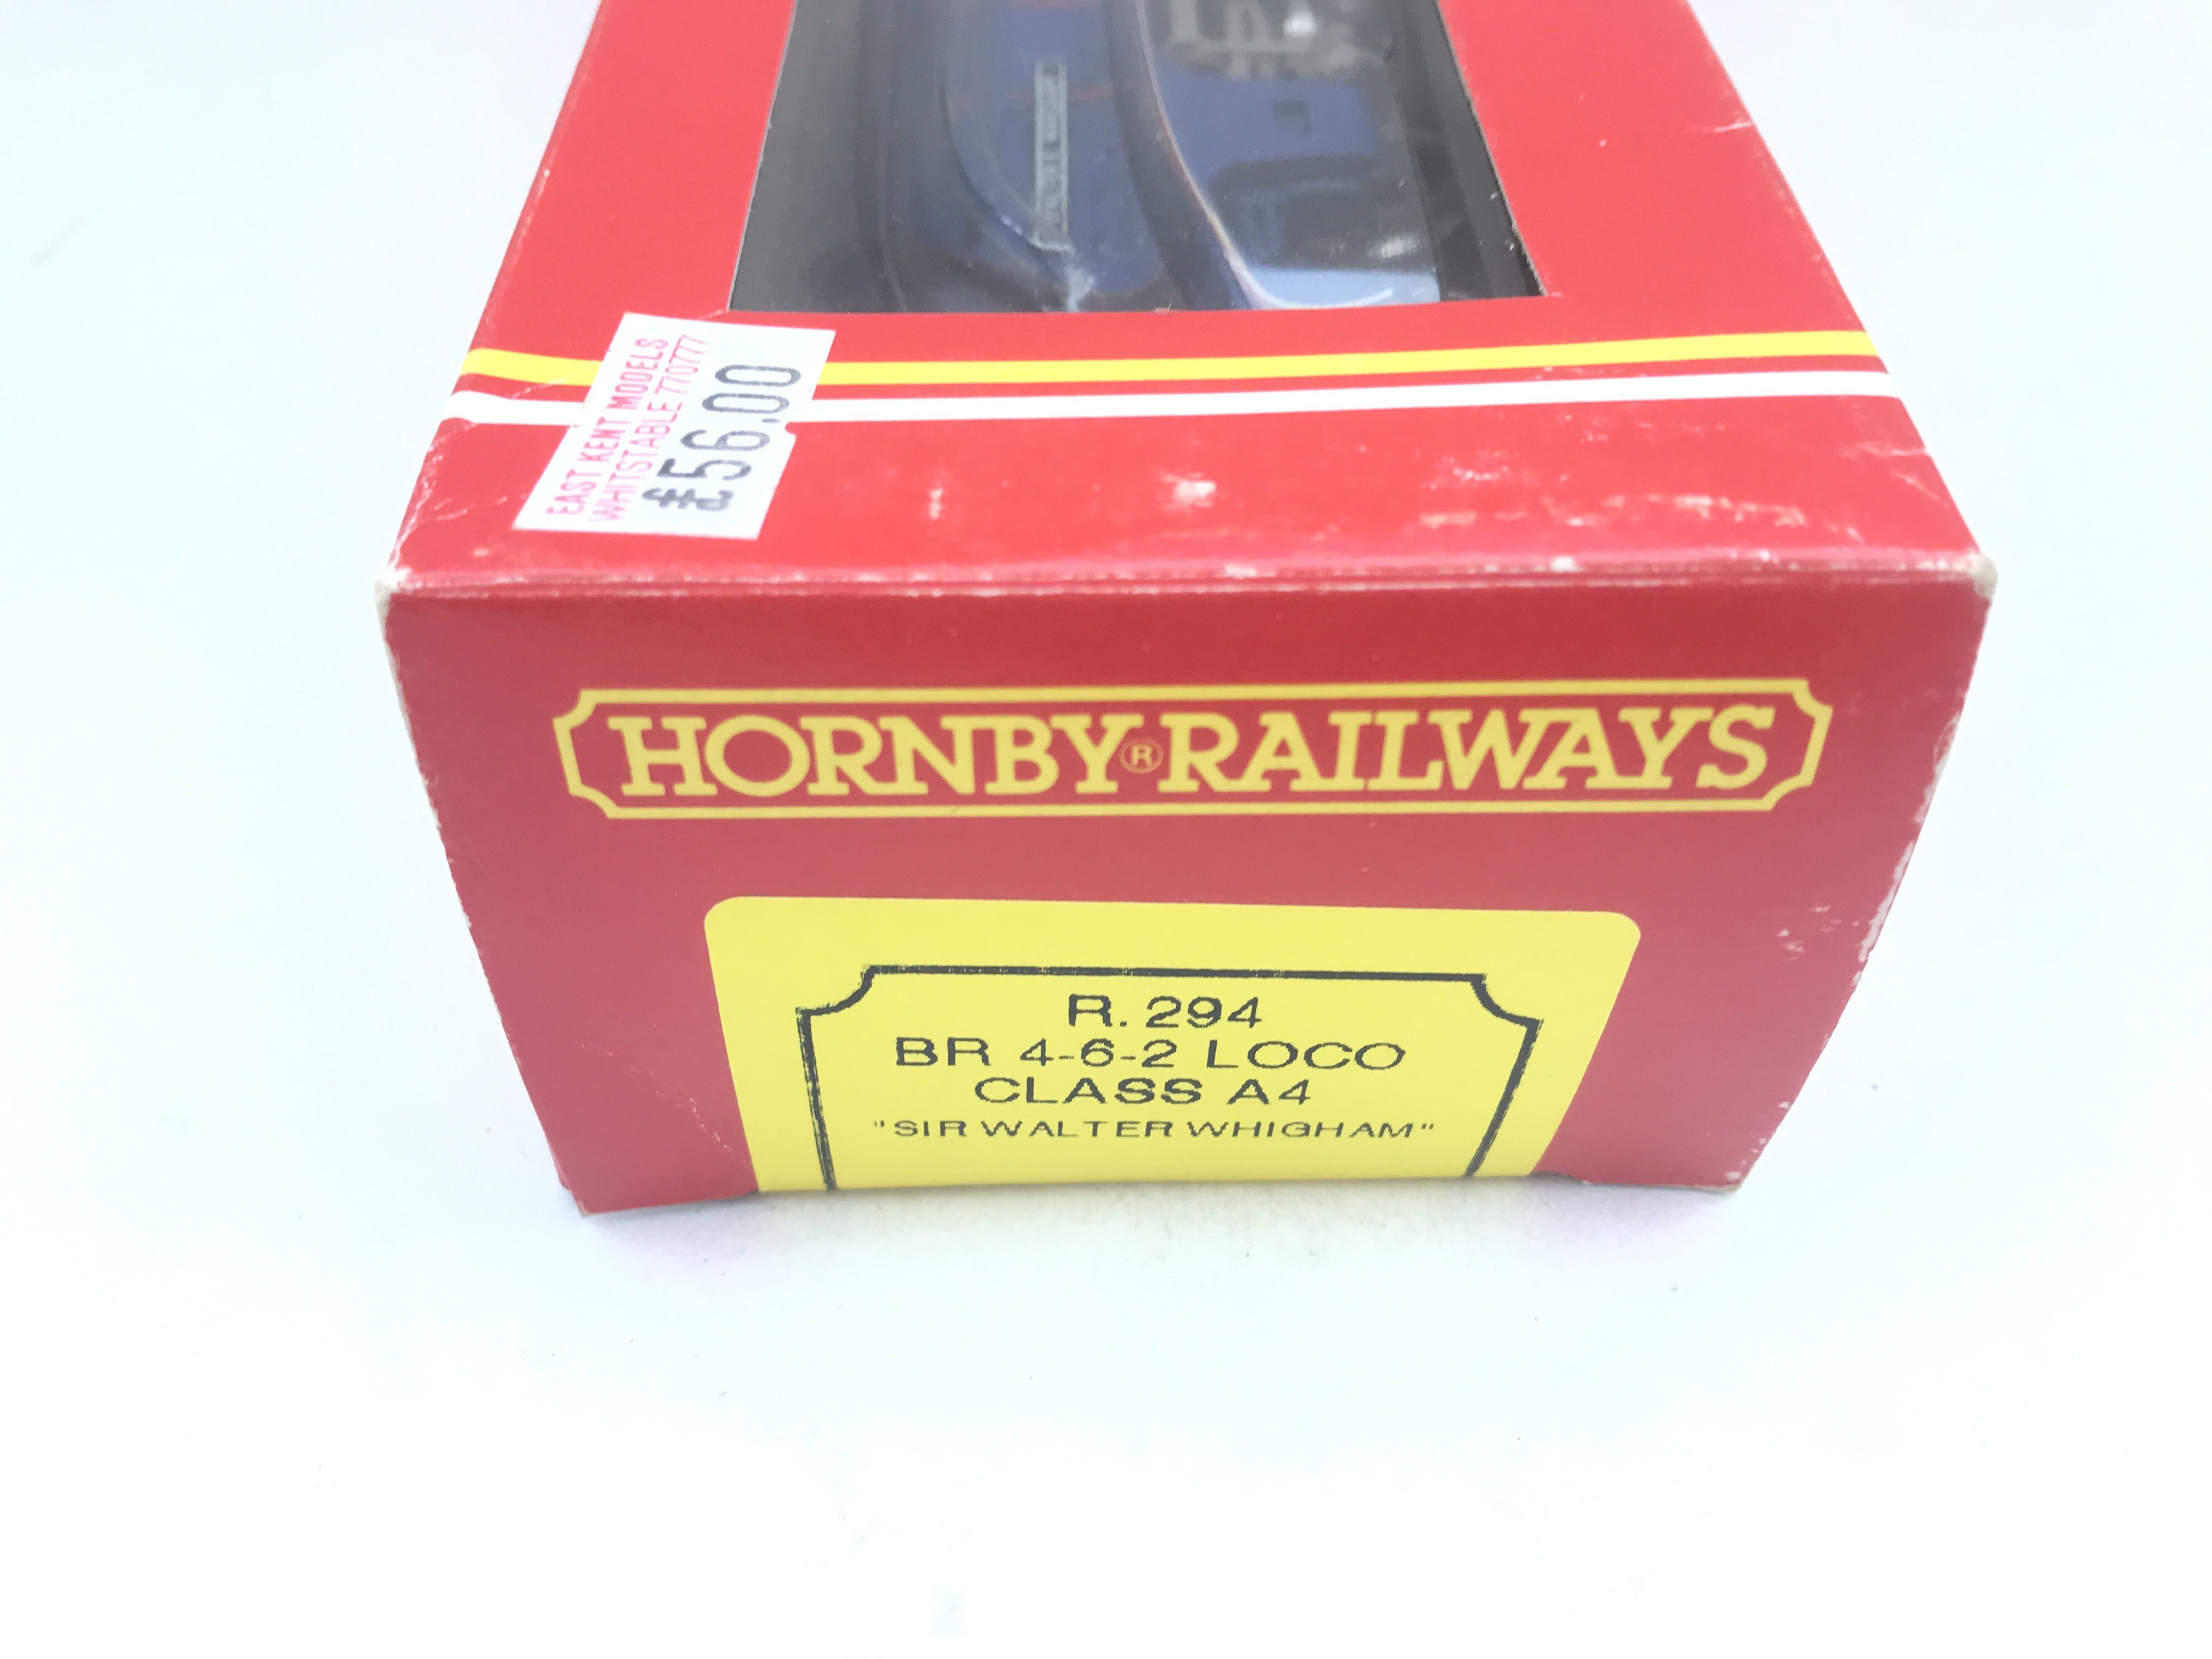 EAST KENT MODELS
WHITSTABLE 770777
£56.00
HORNBY® RAILWAYS
R. 294
BR 4-6-2 LOCO
CLASS A4
"SIR WALTER WHIGHAM"